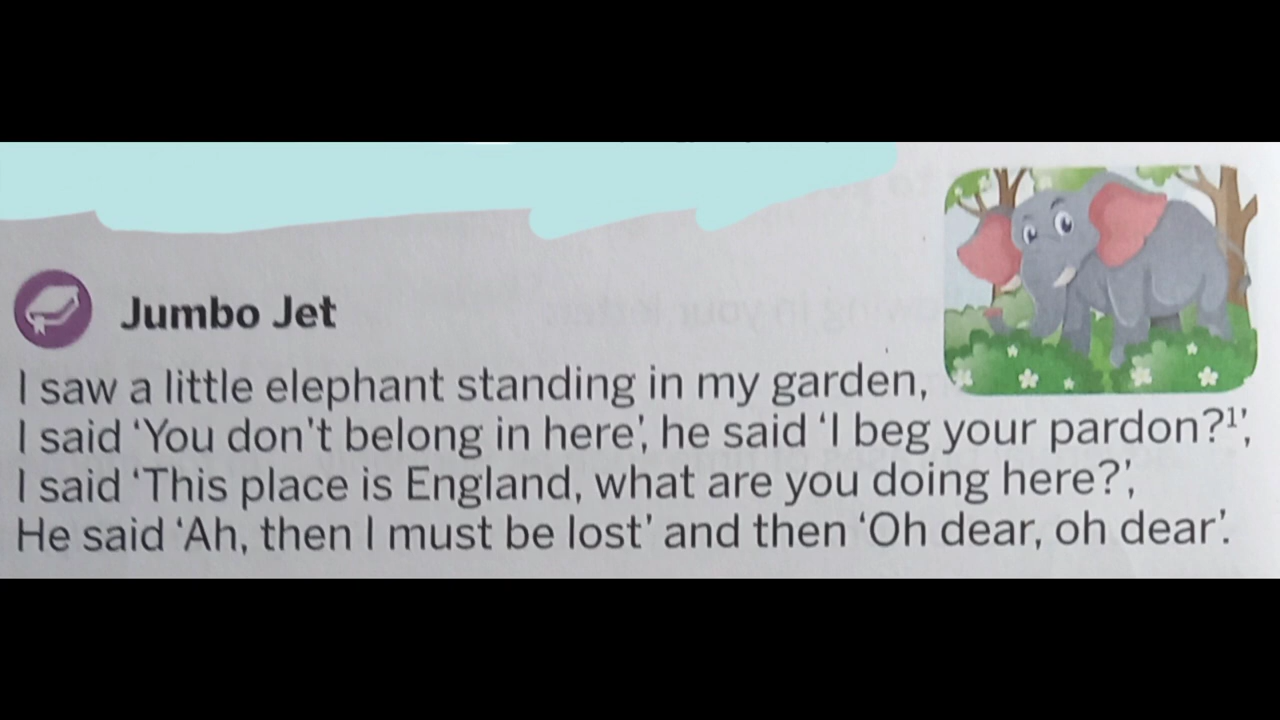 Jumbo Jet
I saw a little elephant standing in my garden,
I said ‘You don’t belong in here’, he said ‘I beg your pardon?¹’,
I said ‘This place is England, what are you doing here?’,
He said ‘Ah, then I must be lost’ and then ‘Oh dear, oh dear’.